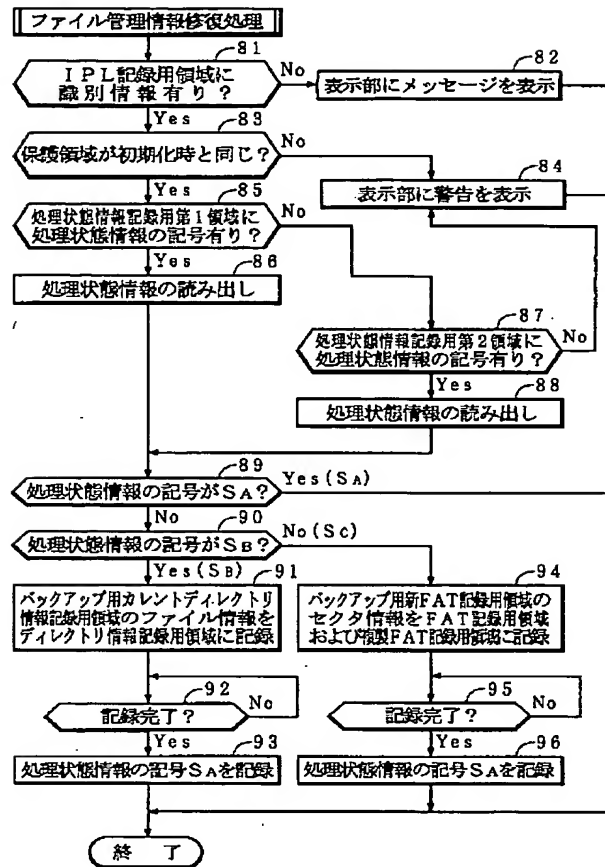 ファイル管理情報修復処理
81
IPL記録用領域に
識別情報有り?
No
82
表示部にメッセージを表示
Yes
83
保護領域が初期化時と同じ?
No
84
表示部に警告を表示
Yes
85
処理状態情報記録用第1領域に
処理状態情報の記号有り?
No
Yes
86
処理状態情報の読み出し
87
処理状態情報記録用第2領域に
処理状態情報の記号有り?
No
Yes
88
処理状態情報の読み出し
89
処理状態情報の記号がSA?
Yes(SA)
No
90
処理状態情報の記号がSB?
No(SC)
Yes(SB)
91
バックアップ用カレントディレクトリ
情報記録用領域のファイル情報を
ディレクトリ情報記録用領域に記録
94
バックアップ用新FAT記録用領域の
セクタ情報をFAT記録用領域
および複製FAT記録用領域に記録
92
記録完了?
No
95
記録完了?
No
Yes
93
処理状態情報の記号SAを記録
Yes
96
処理状態情報の記号SAを記録
終了